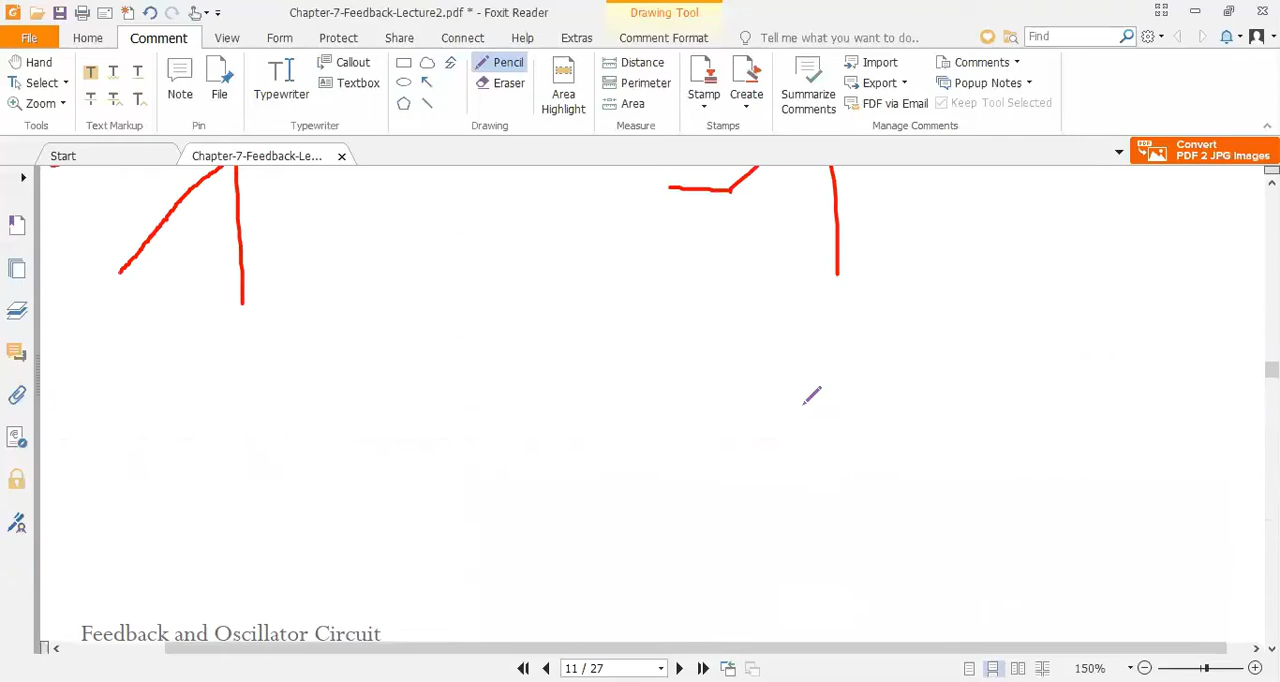 Chapter-7-Feedback-Lecture2.pdf * - Foxit Reader
Drawing Tool
File Home Comment View Form Protect Share Connect Help Extras Comment Format Tell me what you want to do.. Find
Hand
Select
Zoom
Tools
T T T
T T T
Text Markup
Note
File
Pin
Typewriter
Callout
Textbox
Typewriter
Pencil
Eraser
Drawing
Area Highlight
Distance
Perimeter
Area
Measure
Stamp
Create
Stamps
Summarize Comments
Import
Export
FDF via Email
Comments
Popup Notes
Keep Tool Selected
Manage Comments
Start
Chapter-7-Feedback-Le...
Convert
PDF 2 JPG Images
Feedback and Oscillator Circuit
11 / 27
150%